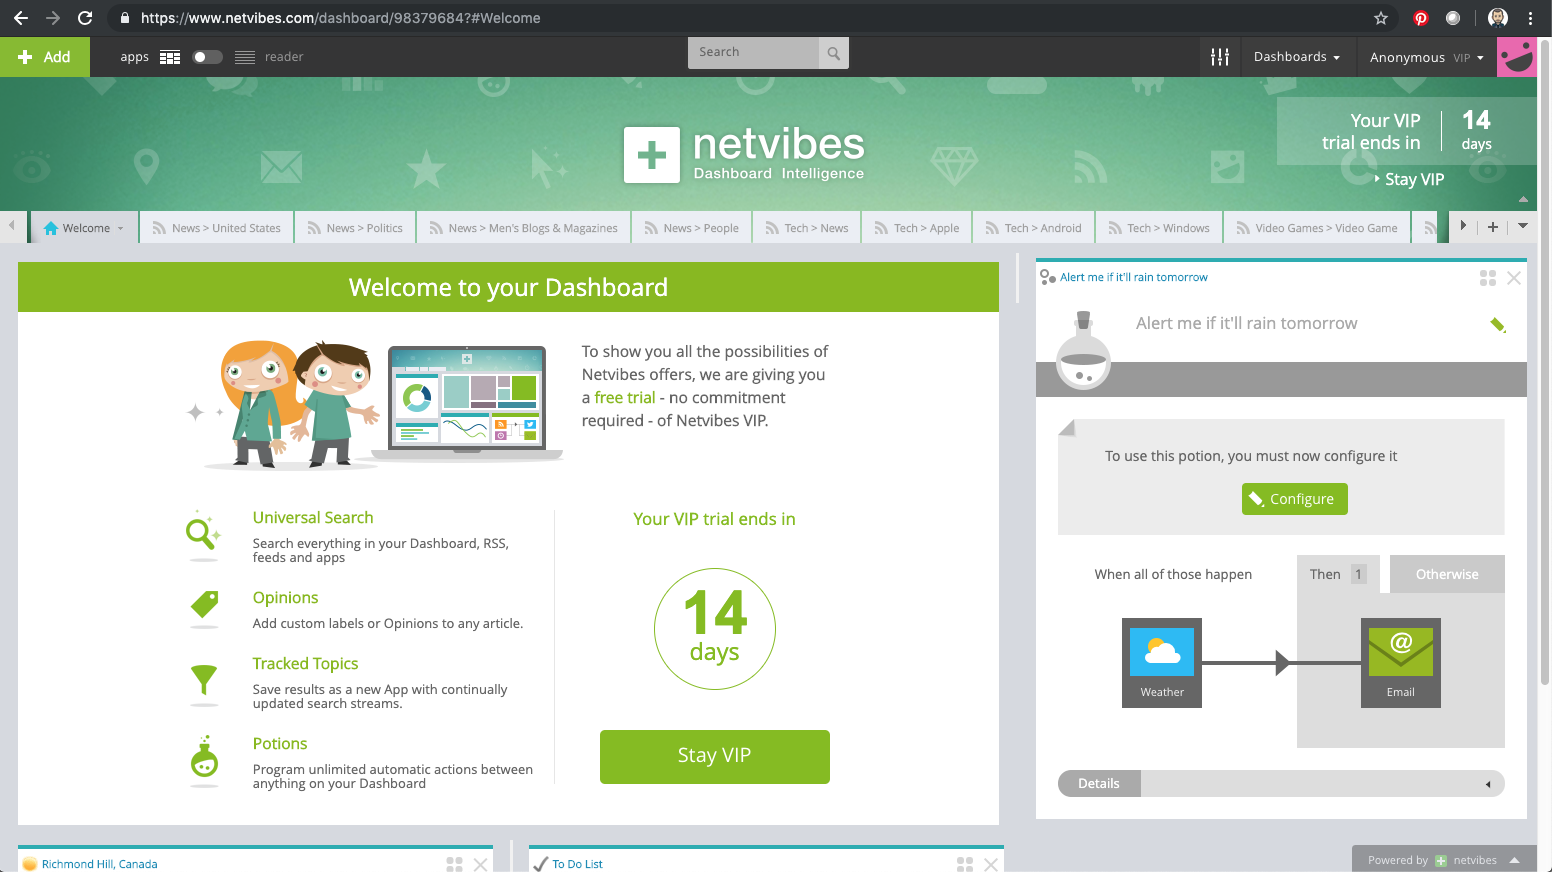 https://www.netvibes.com/dashboard/98379684?#Welcome
Add
apps
reader
Search
Dashboards
Anonymous VIP
netvibes
Dashboard Intelligence
Your VIP
trial ends in
14
days
Stay VIP
Welcome
News > United States
News > Politics
News > Men's Blogs & Magazines
News > People
Tech > News
Tech > Apple
Tech > Android
Tech > Windows
Video Games > Video Game
Welcome to your Dashboard
To show you all the possibilities of
Netvibes offers, we are giving you
a free trial - no commitment
required - of Netvibes VIP.
Universal Search
Search everything in your Dashboard, RSS,
feeds and apps
Opinions
Add custom labels or Opinions to any article.
Tracked Topics
Save results as a new App with continually
updated search streams.
Potions
Program unlimited automatic actions between
anything on your Dashboard
Your VIP trial ends in
14
days
Stay VIP
Alert me if it'll rain tomorrow
Alert me if it'll rain tomorrow
To use this potion, you must now configure it
Configure
When all of those happen
Then 1
Otherwise
Weather
@
Email
Details
Richmond Hill, Canada
To Do List
Powered by netvibes